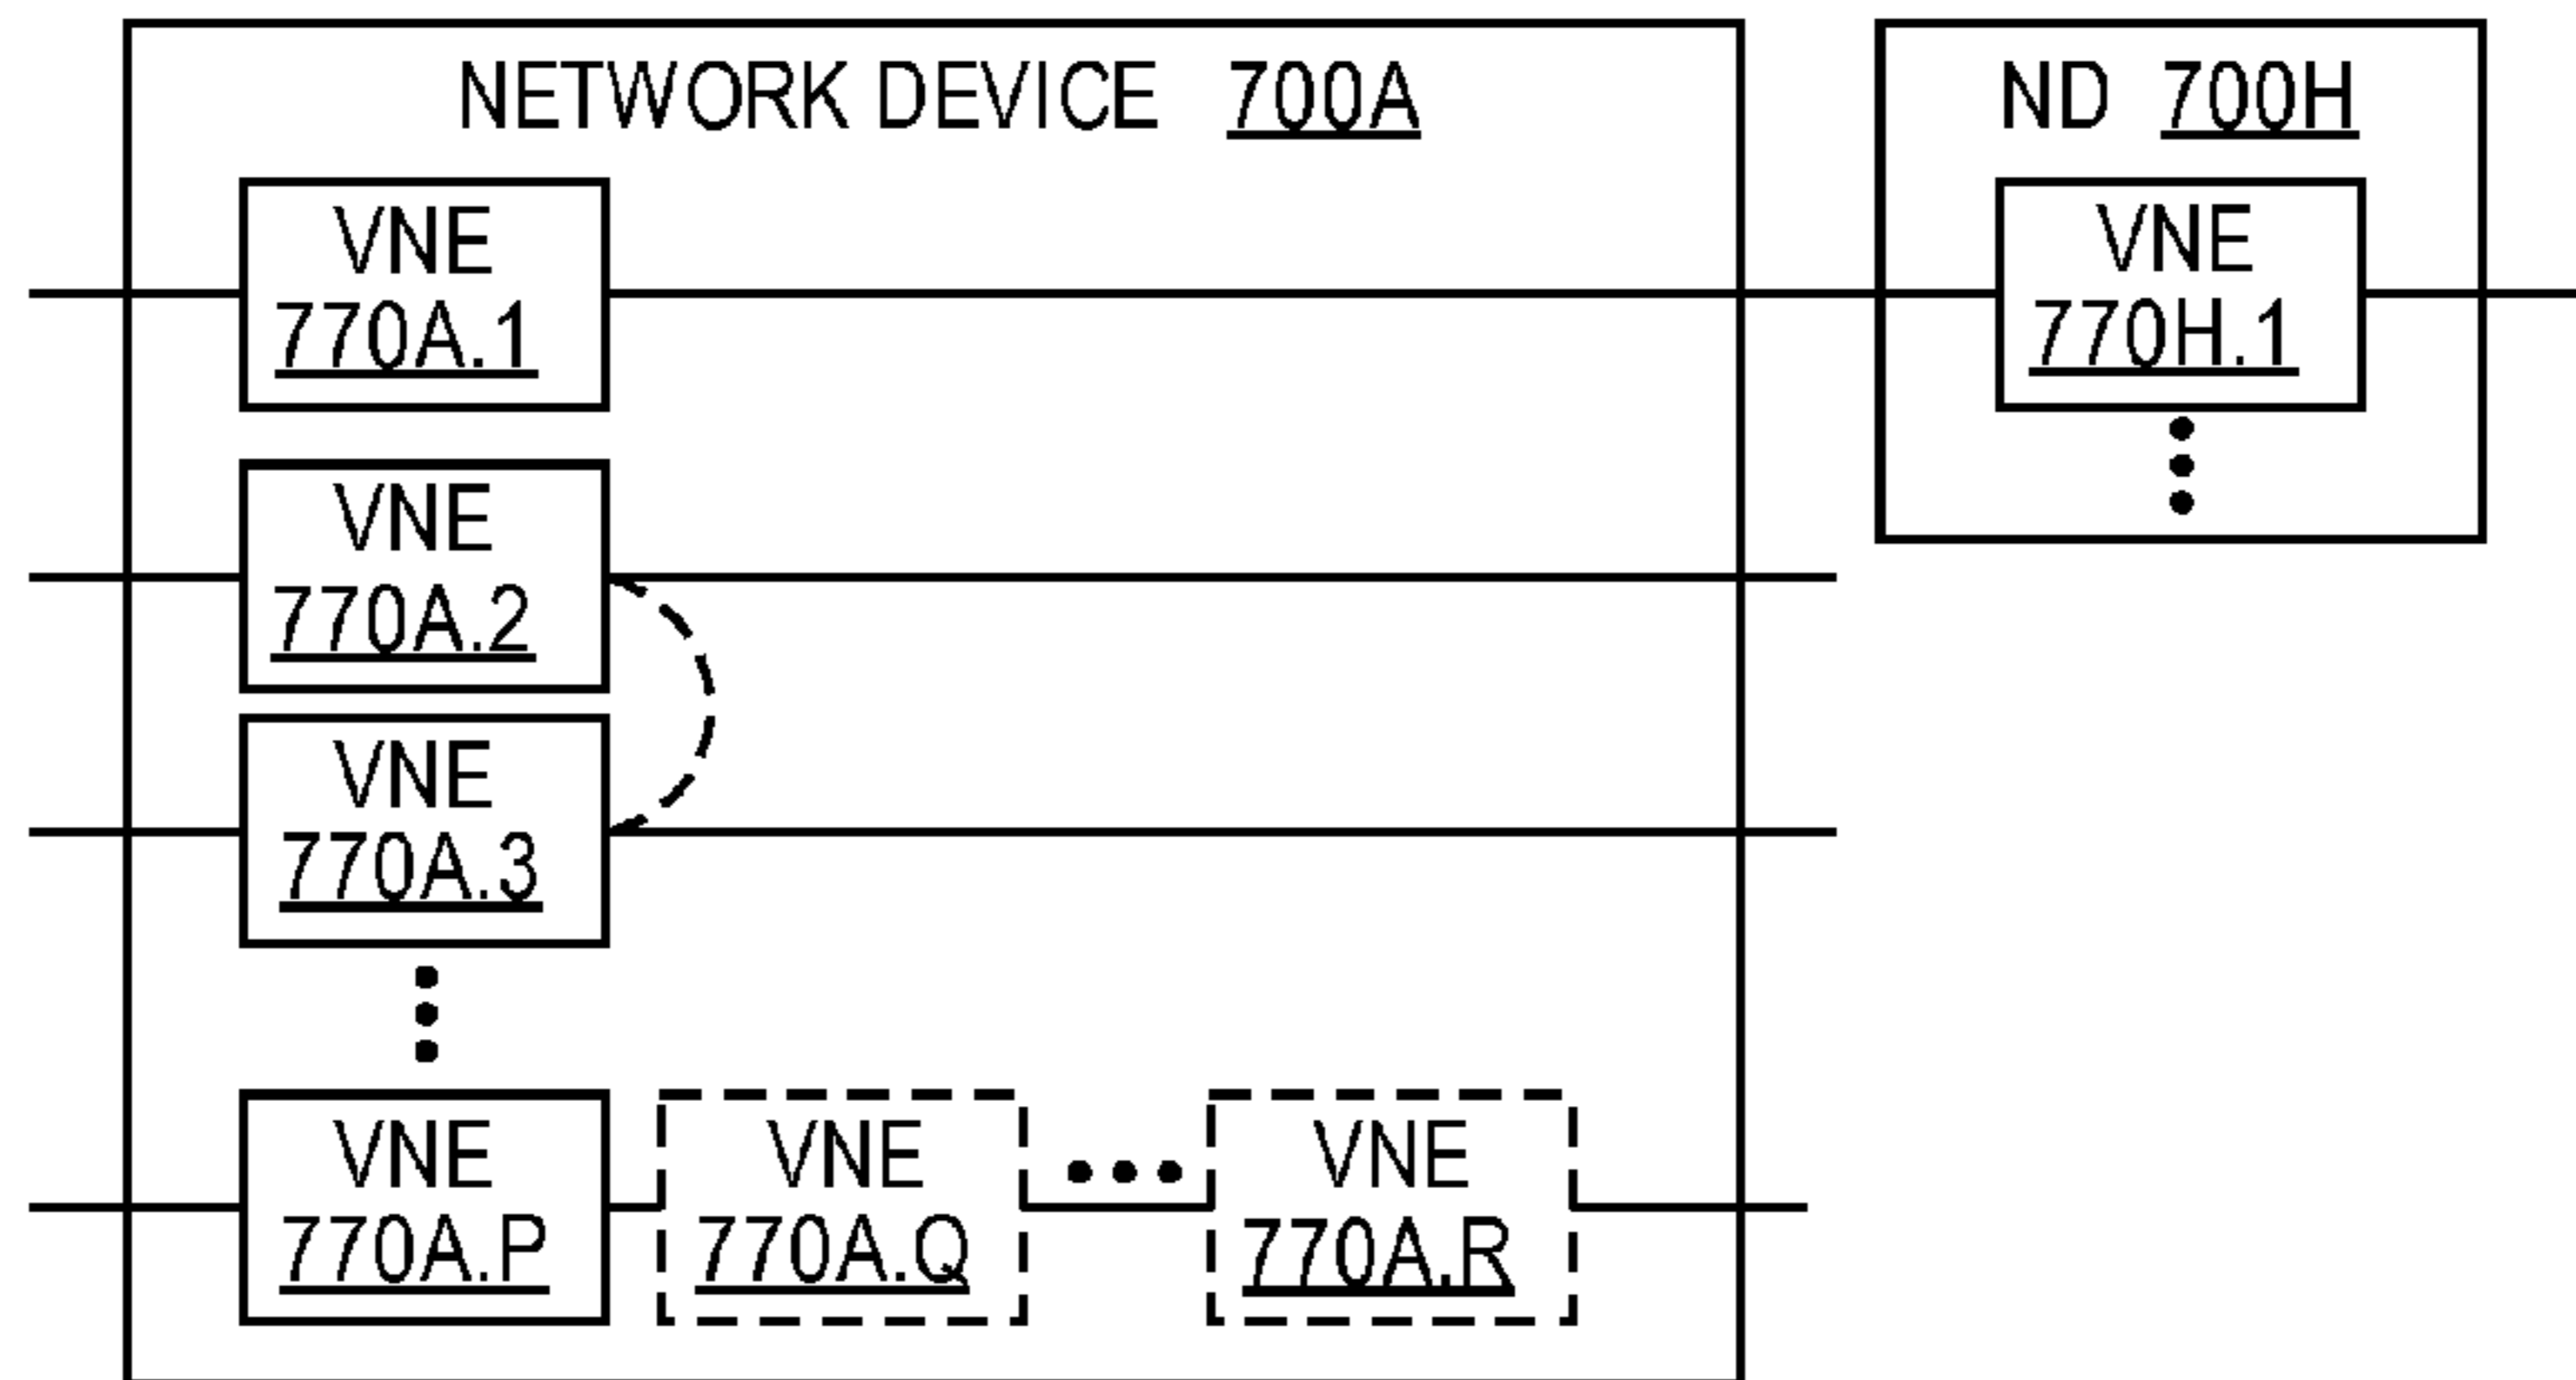 NETWORK DEVICE 700A
ND 700H
VNE
770A.1
VNE
770H.1
VNE
770A.2
VNE
770A.3
VNE
770A.P
VNE
770A.Q
VNE
770A.R